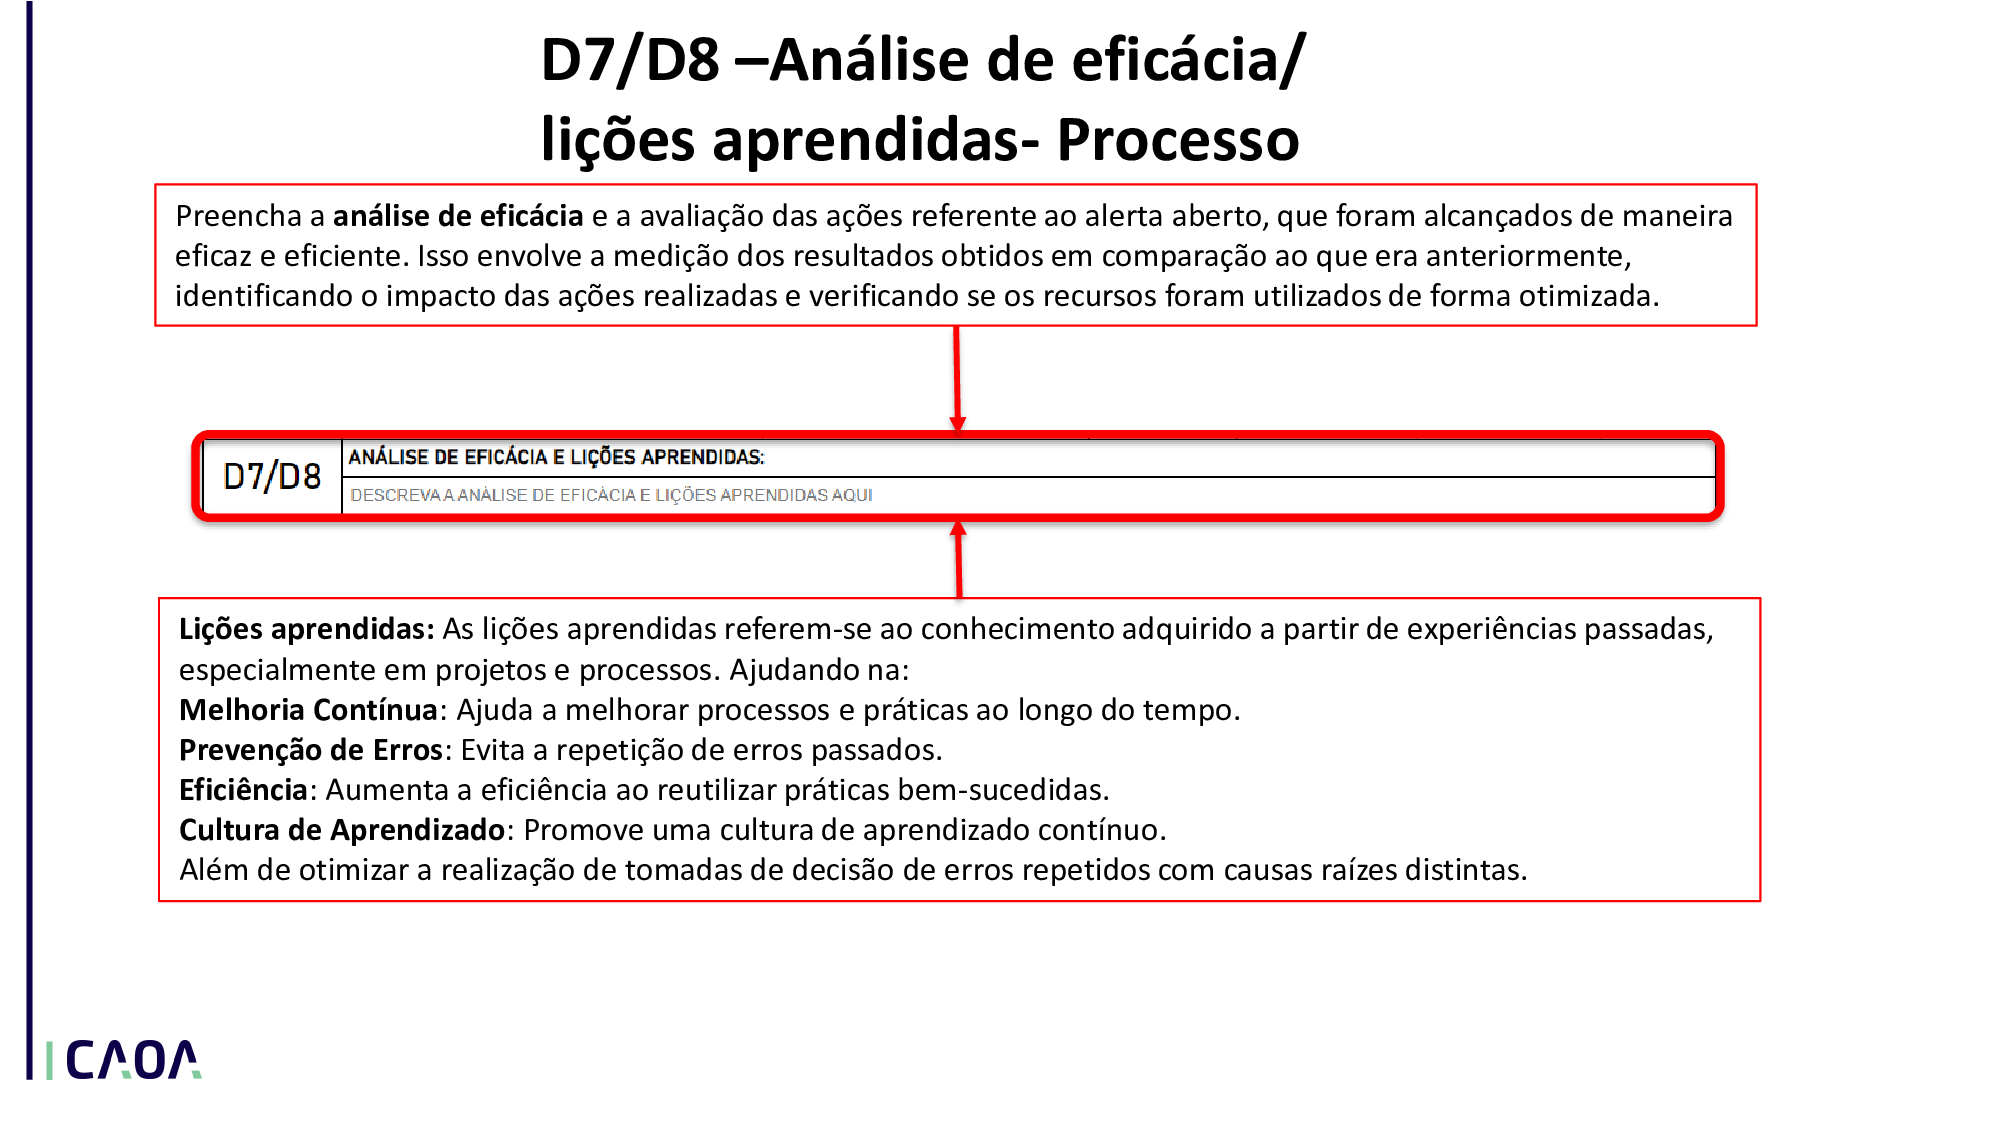 D7/D8 –Análise de eficácia/
lições aprendidas- Processo
Preencha a análise de eficácia e a avaliação das ações referente ao alerta aberto, que foram alcançados de maneira
eficaz e eficiente. Isso envolve a medição dos resultados obtidos em comparação ao que era anteriormente,
identificando o impacto das ações realizadas e verificando se os recursos foram utilizados de forma otimizada.
D7/D8
ANÁLISE DE EFICÁCIA E LIÇÕES APRENDIDAS:
DESCREVA A ANÁLISE DE EFICÁCIA E LIÇÕES APRENDIDAS AQUI
Lições aprendidas: As lições aprendidas referem-se ao conhecimento adquirido a partir de experiências passadas,
especialmente em projetos e processos. Ajudando na:
Melhoria Contínua: Ajuda a melhorar processos e práticas ao longo do tempo.
Prevenção de Erros: Evita a repetição de erros passados.
Eficiência: Aumenta a eficiência ao reutilizar práticas bem-sucedidas.
Cultura de Aprendizado: Promove uma cultura de aprendizado contínuo.
Além de otimizar a realização de tomadas de decisão de erros repetidos com causas raízes distintas.
CAOA